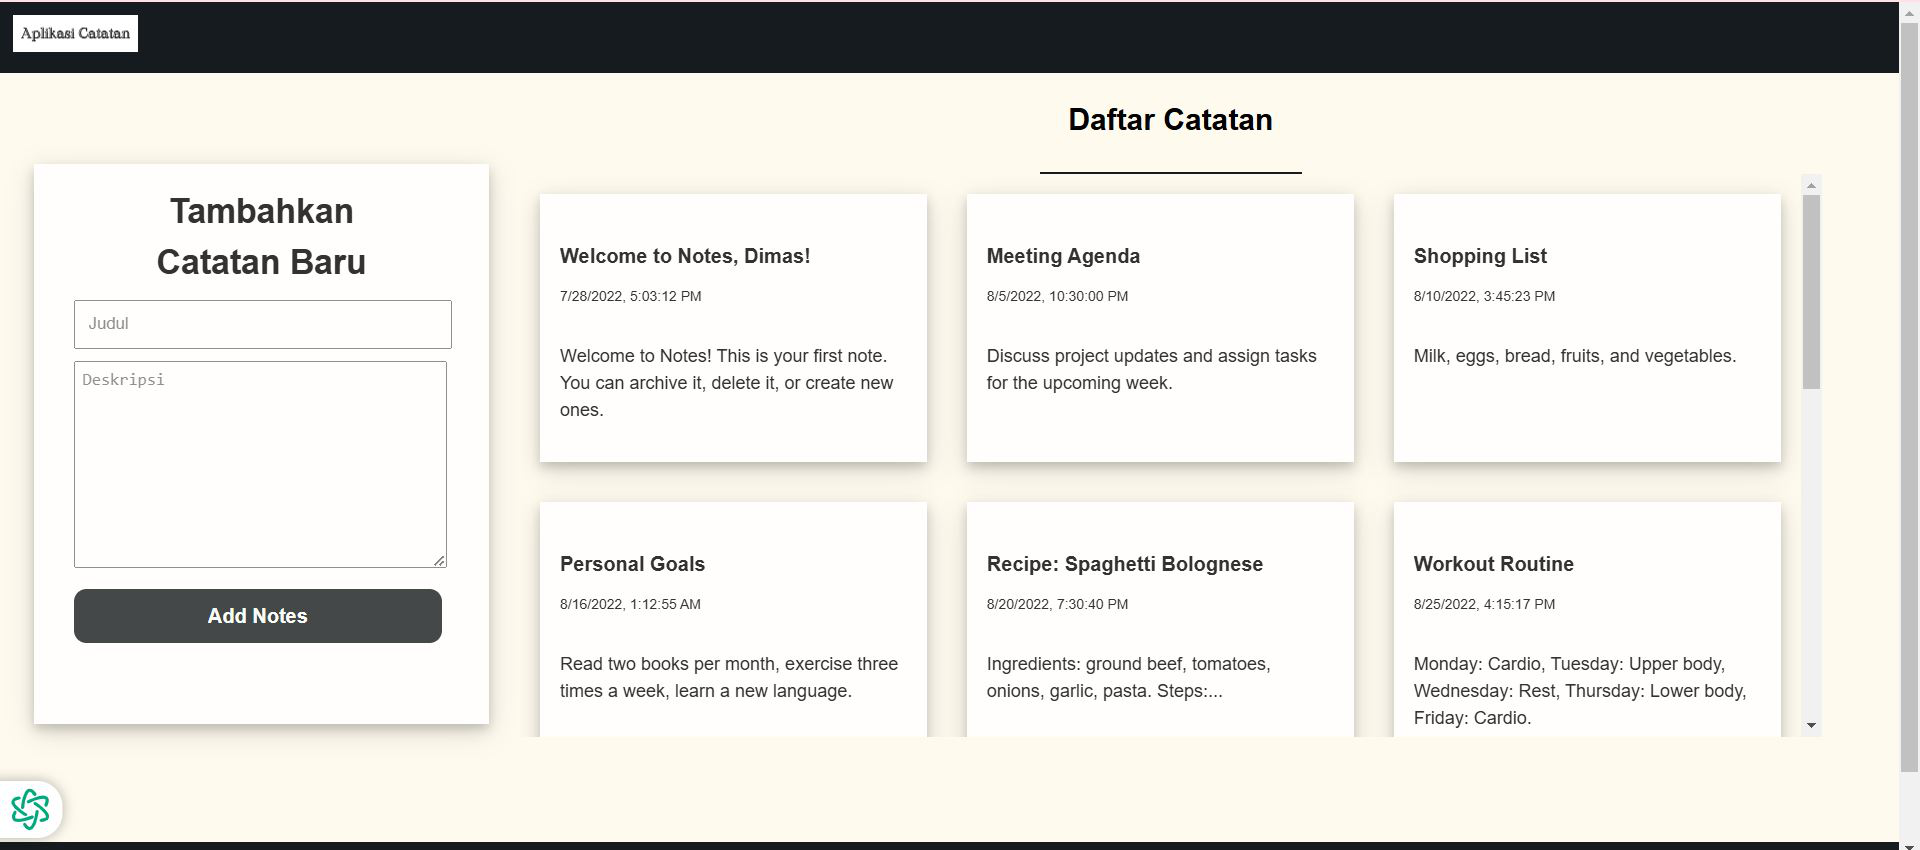 Aplikasi Catatan
Daftar Catatan
Tambahkan
Catatan Baru
Judul
Deskripsi
Add Notes
Welcome to Notes, Dimas!
7/28/2022, 5:03:12 PM
Welcome to Notes! This is your first note.
You can archive it, delete it, or create new
ones.
Meeting Agenda
8/5/2022, 10:30:00 PM
Discuss project updates and assign tasks
for the upcoming week.
Shopping List
8/10/2022, 3:45:23 PM
Milk, eggs, bread, fruits, and vegetables.
Personal Goals
8/16/2022, 1:12:55 AM
Read two books per month, exercise three
times a week, learn a new language.
Recipe: Spaghetti Bolognese
8/20/2022, 7:30:40 PM
Ingredients: ground beef, tomatoes,
onions, garlic, pasta. Steps:...
Workout Routine
8/25/2022, 4:15:17 PM
Monday: Cardio, Tuesday: Upper body,
Wednesday: Rest, Thursday: Lower body,
Friday: Cardio.